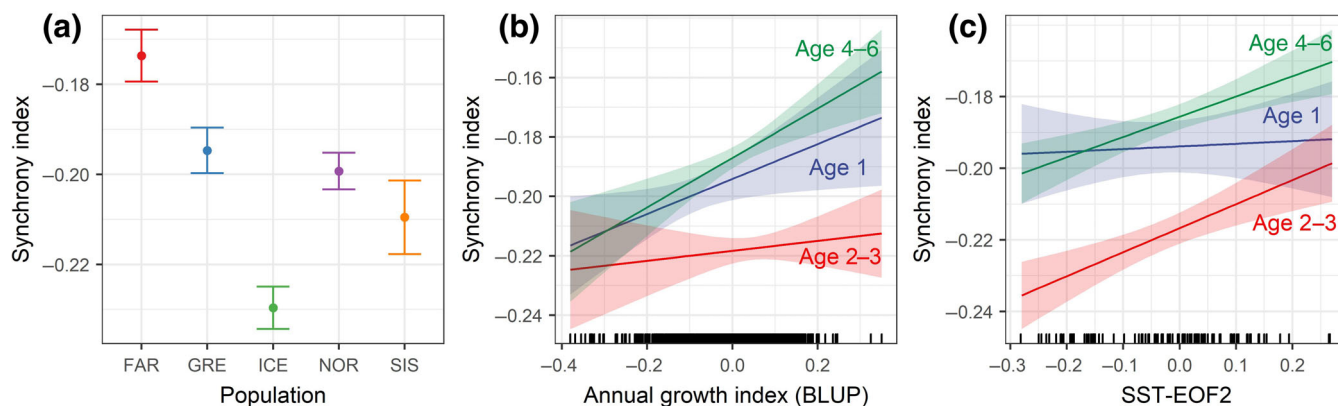 (a)
Synchrony index
−0.18
−0.20
−0.22
FAR GRE ICE NOR SIS
Population
(b)
Synchrony index
−0.16
−0.18
−0.20
−0.22
−0.24
Age 4–6
Age 1
Age 2–3
−0.4 −0.2 0.0 0.2
Annual growth index (BLUP)
(c)
Synchrony index
−0.18
−0.20
−0.22
−0.24
Age 4–6
Age 1
Age 2–3
−0.3 −0.2 −0.1 0.0 0.1 0.2
SST-EOF2